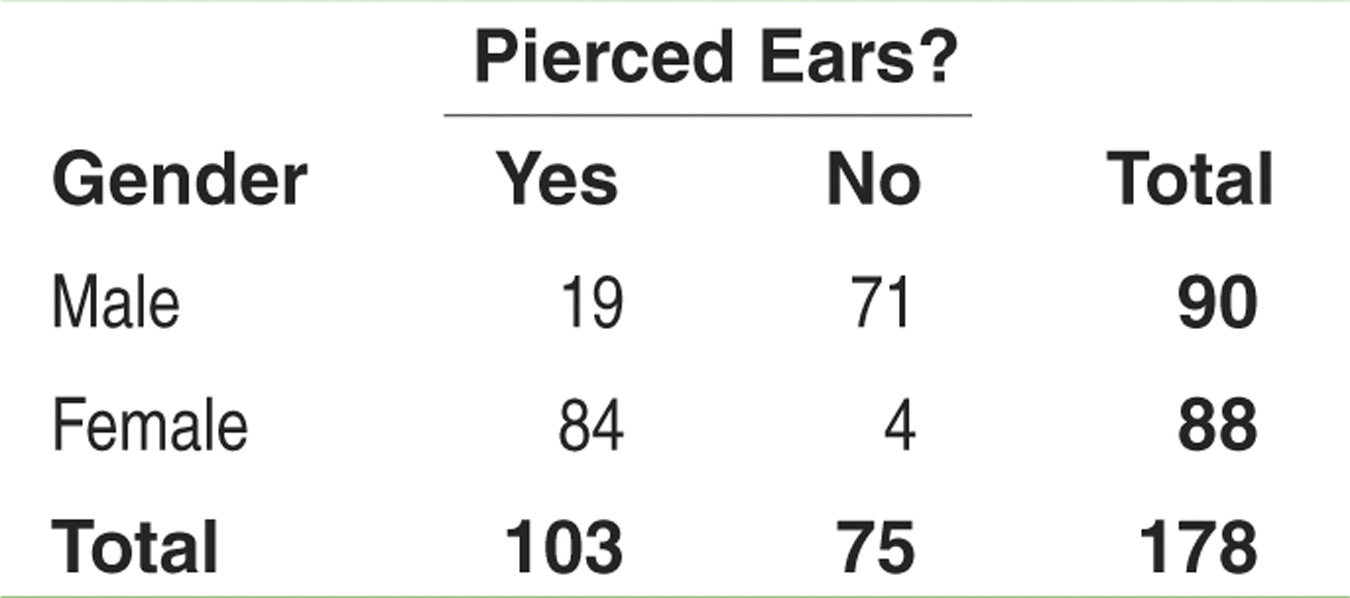 Pierced Ears?
Gender Yes No Total
Male 19 71 90
Female 84 4 88
Total 103 75 178